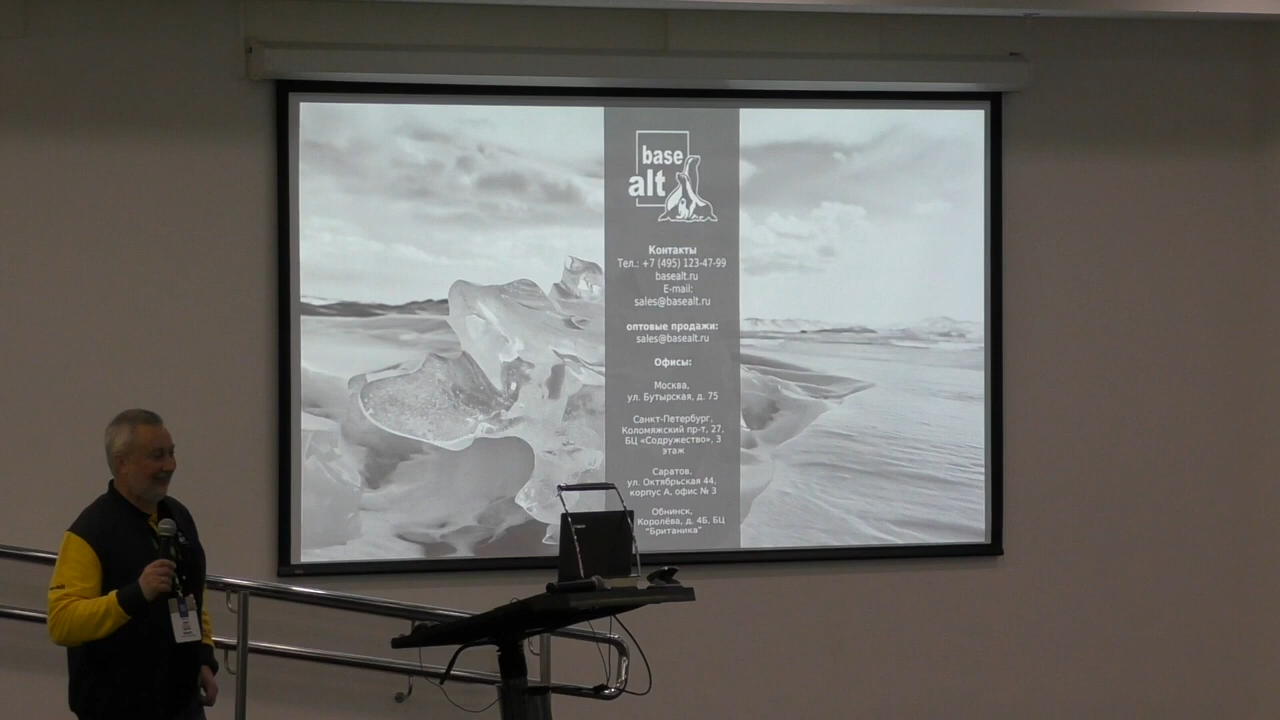 base
alt
Контакты
Тел.: +7 (495) 123-47-99
basealt.ru
E-mail:
sales@basealt.ru
оптовые продажи:
sales@basealt.ru
Офисы:
Москва,
ул. Бутырская, д. 75
Санкт-Петербург,
Коломяжский пр-т, 27,
БЦ «Содружество», 3
этаж
Саратов,
ул. Октябрьская 44,
корпус А, офис № 3
Обнинск,
Королёва, д. 4Б, БЦ
"Британика"